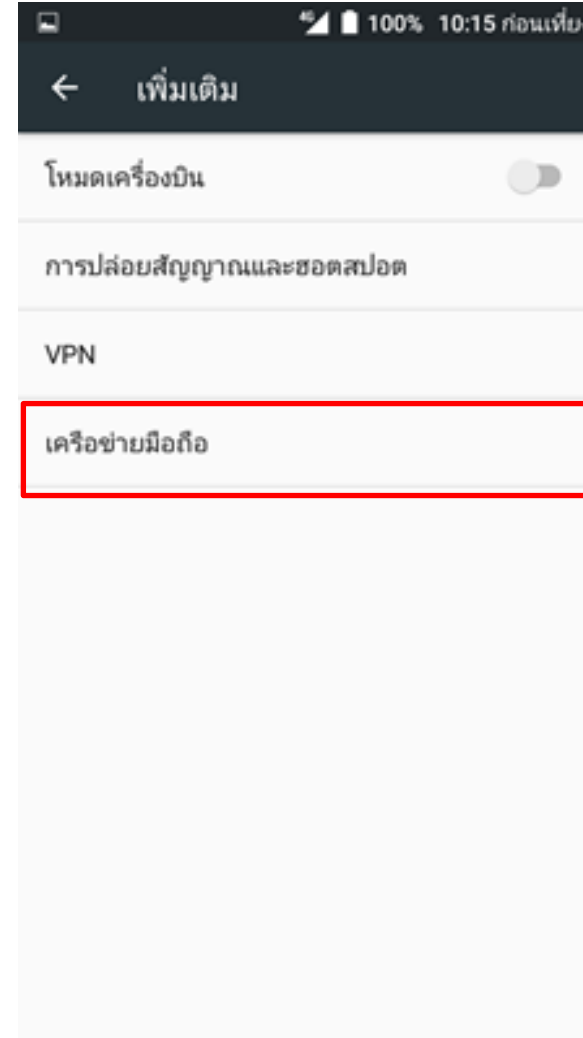 4G 100% 10:15 ก่อนเที่ยง
เพิ่มเติม
โหมดเครื่องบิน
การปล่อยสัญญาณและฮอตสปอต
VPN
เครือข่ายมือถือ